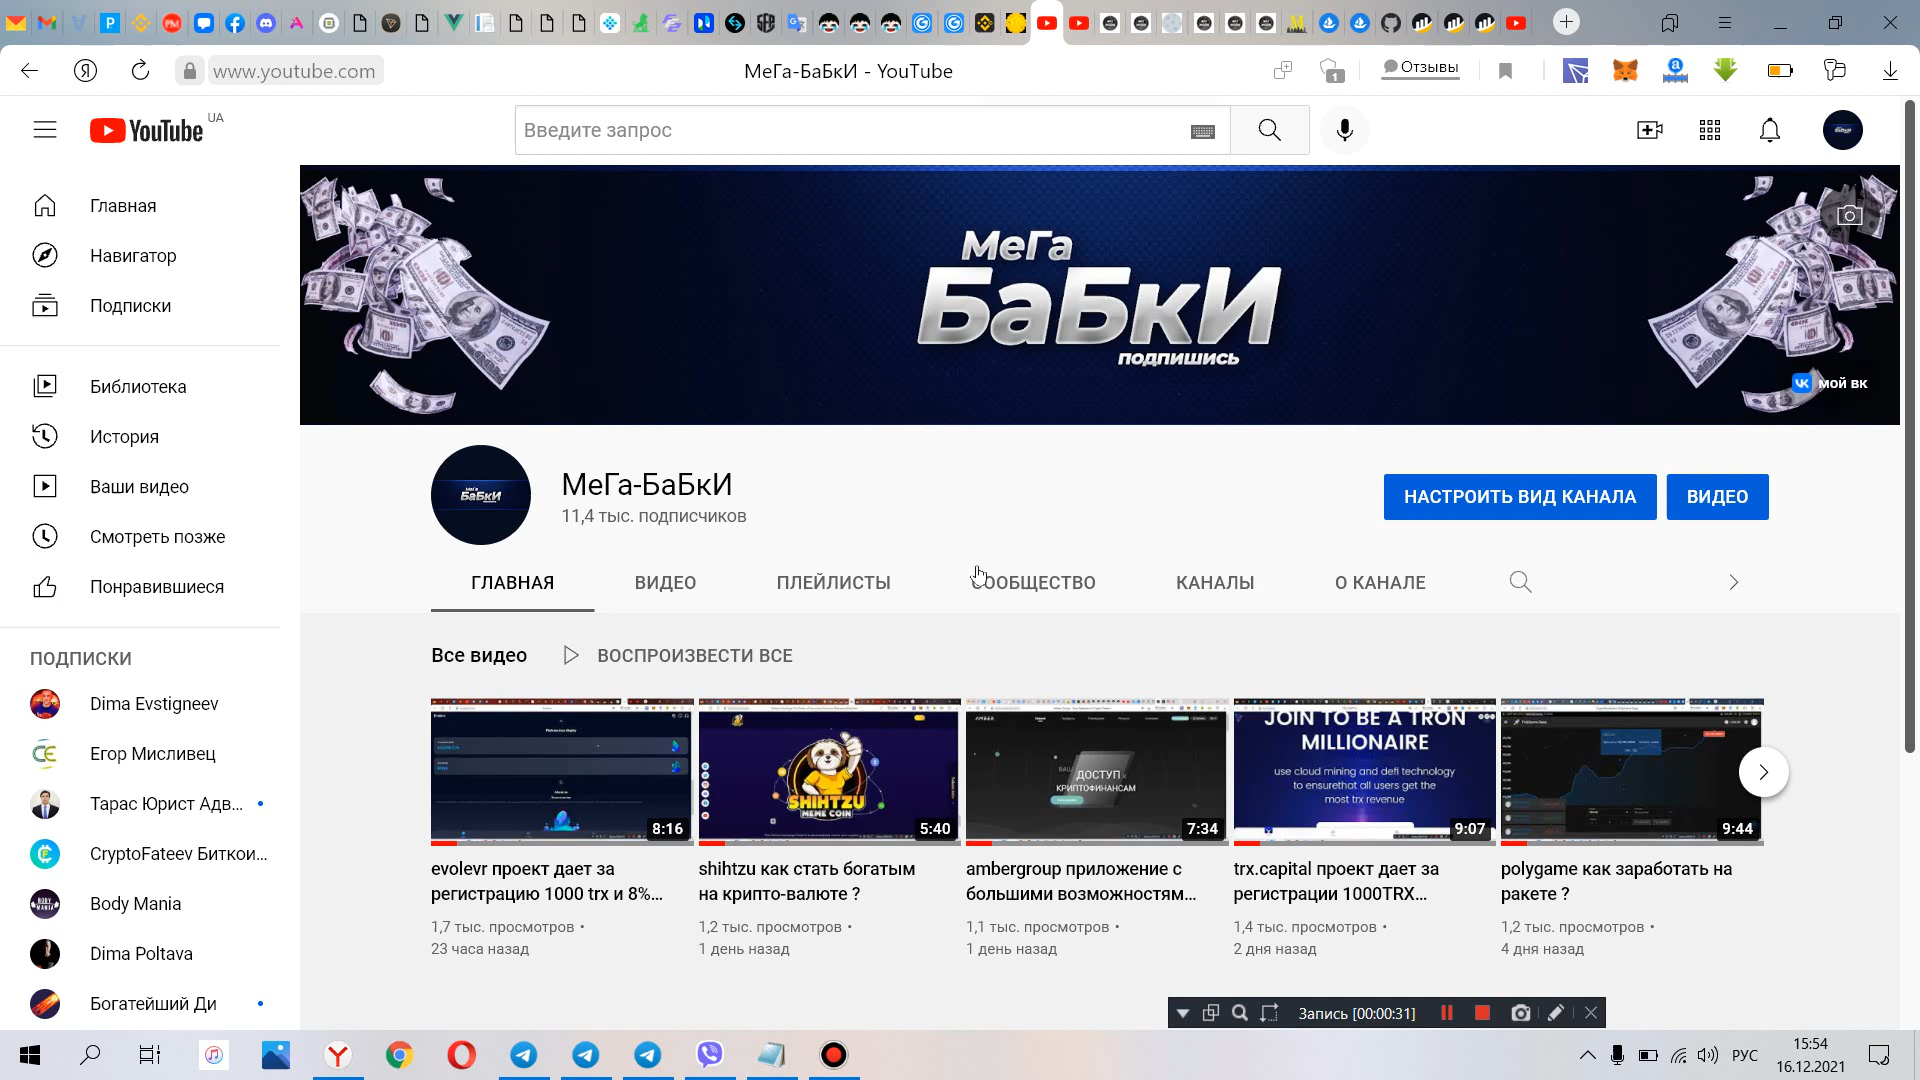 www.youtube.com
МеГа-БаБкИ - YouTube
1
Отзывы
YouTube
UA
Введите запрос
Главная
Навигатор
Подписки
Библиотека
История
Ваши видео
Смотреть позже
Понравившиеся
ПОДПИСКИ
Dima Evstigneev
Егор Мисливец
Тарас Юрист Адв...
CryptoFateev Биткои...
Body Mania
Dima Poltava
Богатейший Ди
МеГа
БаБкИ
подпишись
мой вк
МеГа
БаБкИ
МеГа-БаБкИ
11,4 тыс. подписчиков
НАСТРОИТЬ ВИД КАНАЛА
ВИДЕО
ГЛАВНАЯ
ВИДЕО
ПЛЕЙЛИСТЫ
СООБЩЕСТВО
КАНАЛЫ
О КАНАЛЕ
Все видео
ВОСПРОИЗВЕСТИ ВСЕ
8:16
SHIHTZU
MEME COIN
5:40
AMBER
ДОСТУП к
КРИПТОФИНАНСАМ
7:34
JOIN TO BE A TRON
MILLIONAIRE
use cloud mining and defi technology
to ensurethat all users get the
most trx revenue
9:07
9:44
evolevr проект дает за
регистрацию 1000 trx и 8%...
1,7 тыс. просмотров •
23 часа назад
shihtzu как стать богатым
на крипто-валюте ?
1,2 тыс. просмотров •
1 день назад
ambergroup приложение с
большими возможностям...
1,1 тыс. просмотров •
1 день назад
trx.capital проект дает за
регистрации 1000TRX...
1,4 тыс. просмотров •
2 дня назад
polygame как заработать на
ракете ?
1,2 тыс. просмотров •
4 дня назад
Запись [00:00:31]
РУС
15:54
16.12.2021